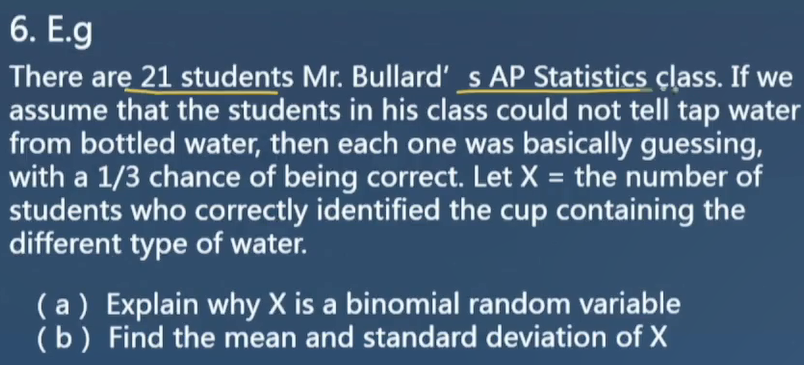 6. E.g
There are 21 students Mr. Bullard' s AP Statistics class. If we
assume that the students in his class could not tell tap water
from bottled water, then each one was basically guessing,
with a 1/3 chance of being correct. Let X = the number of
students who correctly identified the cup containing the
different type of water.
( a ) Explain why X is a binomial random variable
( b ) Find the mean and standard deviation of X